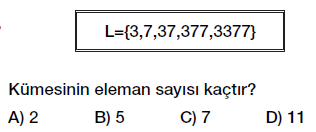 L={3,7,37,377,3377}
Kümesinin eleman sayısı kaçtır?
A) 2 B) 5 C) 7 D) 11